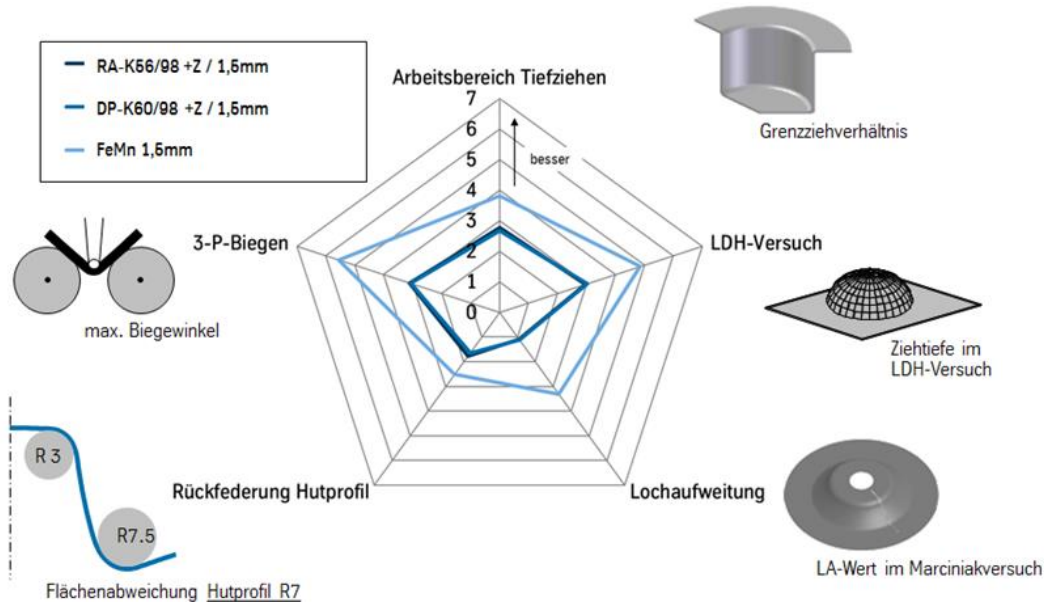 RA-K56/98 +Z / 1,5mm
DP-K60/98 +Z / 1,5mm
FeMn 1,5mm
Arbeitsbereich Tiefziehen
7
6
5
4
3
2
1
0
besser
Grenzziehverhältnis
3-P-Biegen
LDH-Versuch
max. Biegewinkel
Ziehtiefe im
LDH-Versuch
R 3
R7.5
Rückfederung Hutprofil
Lochaufweitung
LA-Wert im Marciniakversuch
Flächenabweichung Hutprofil R7